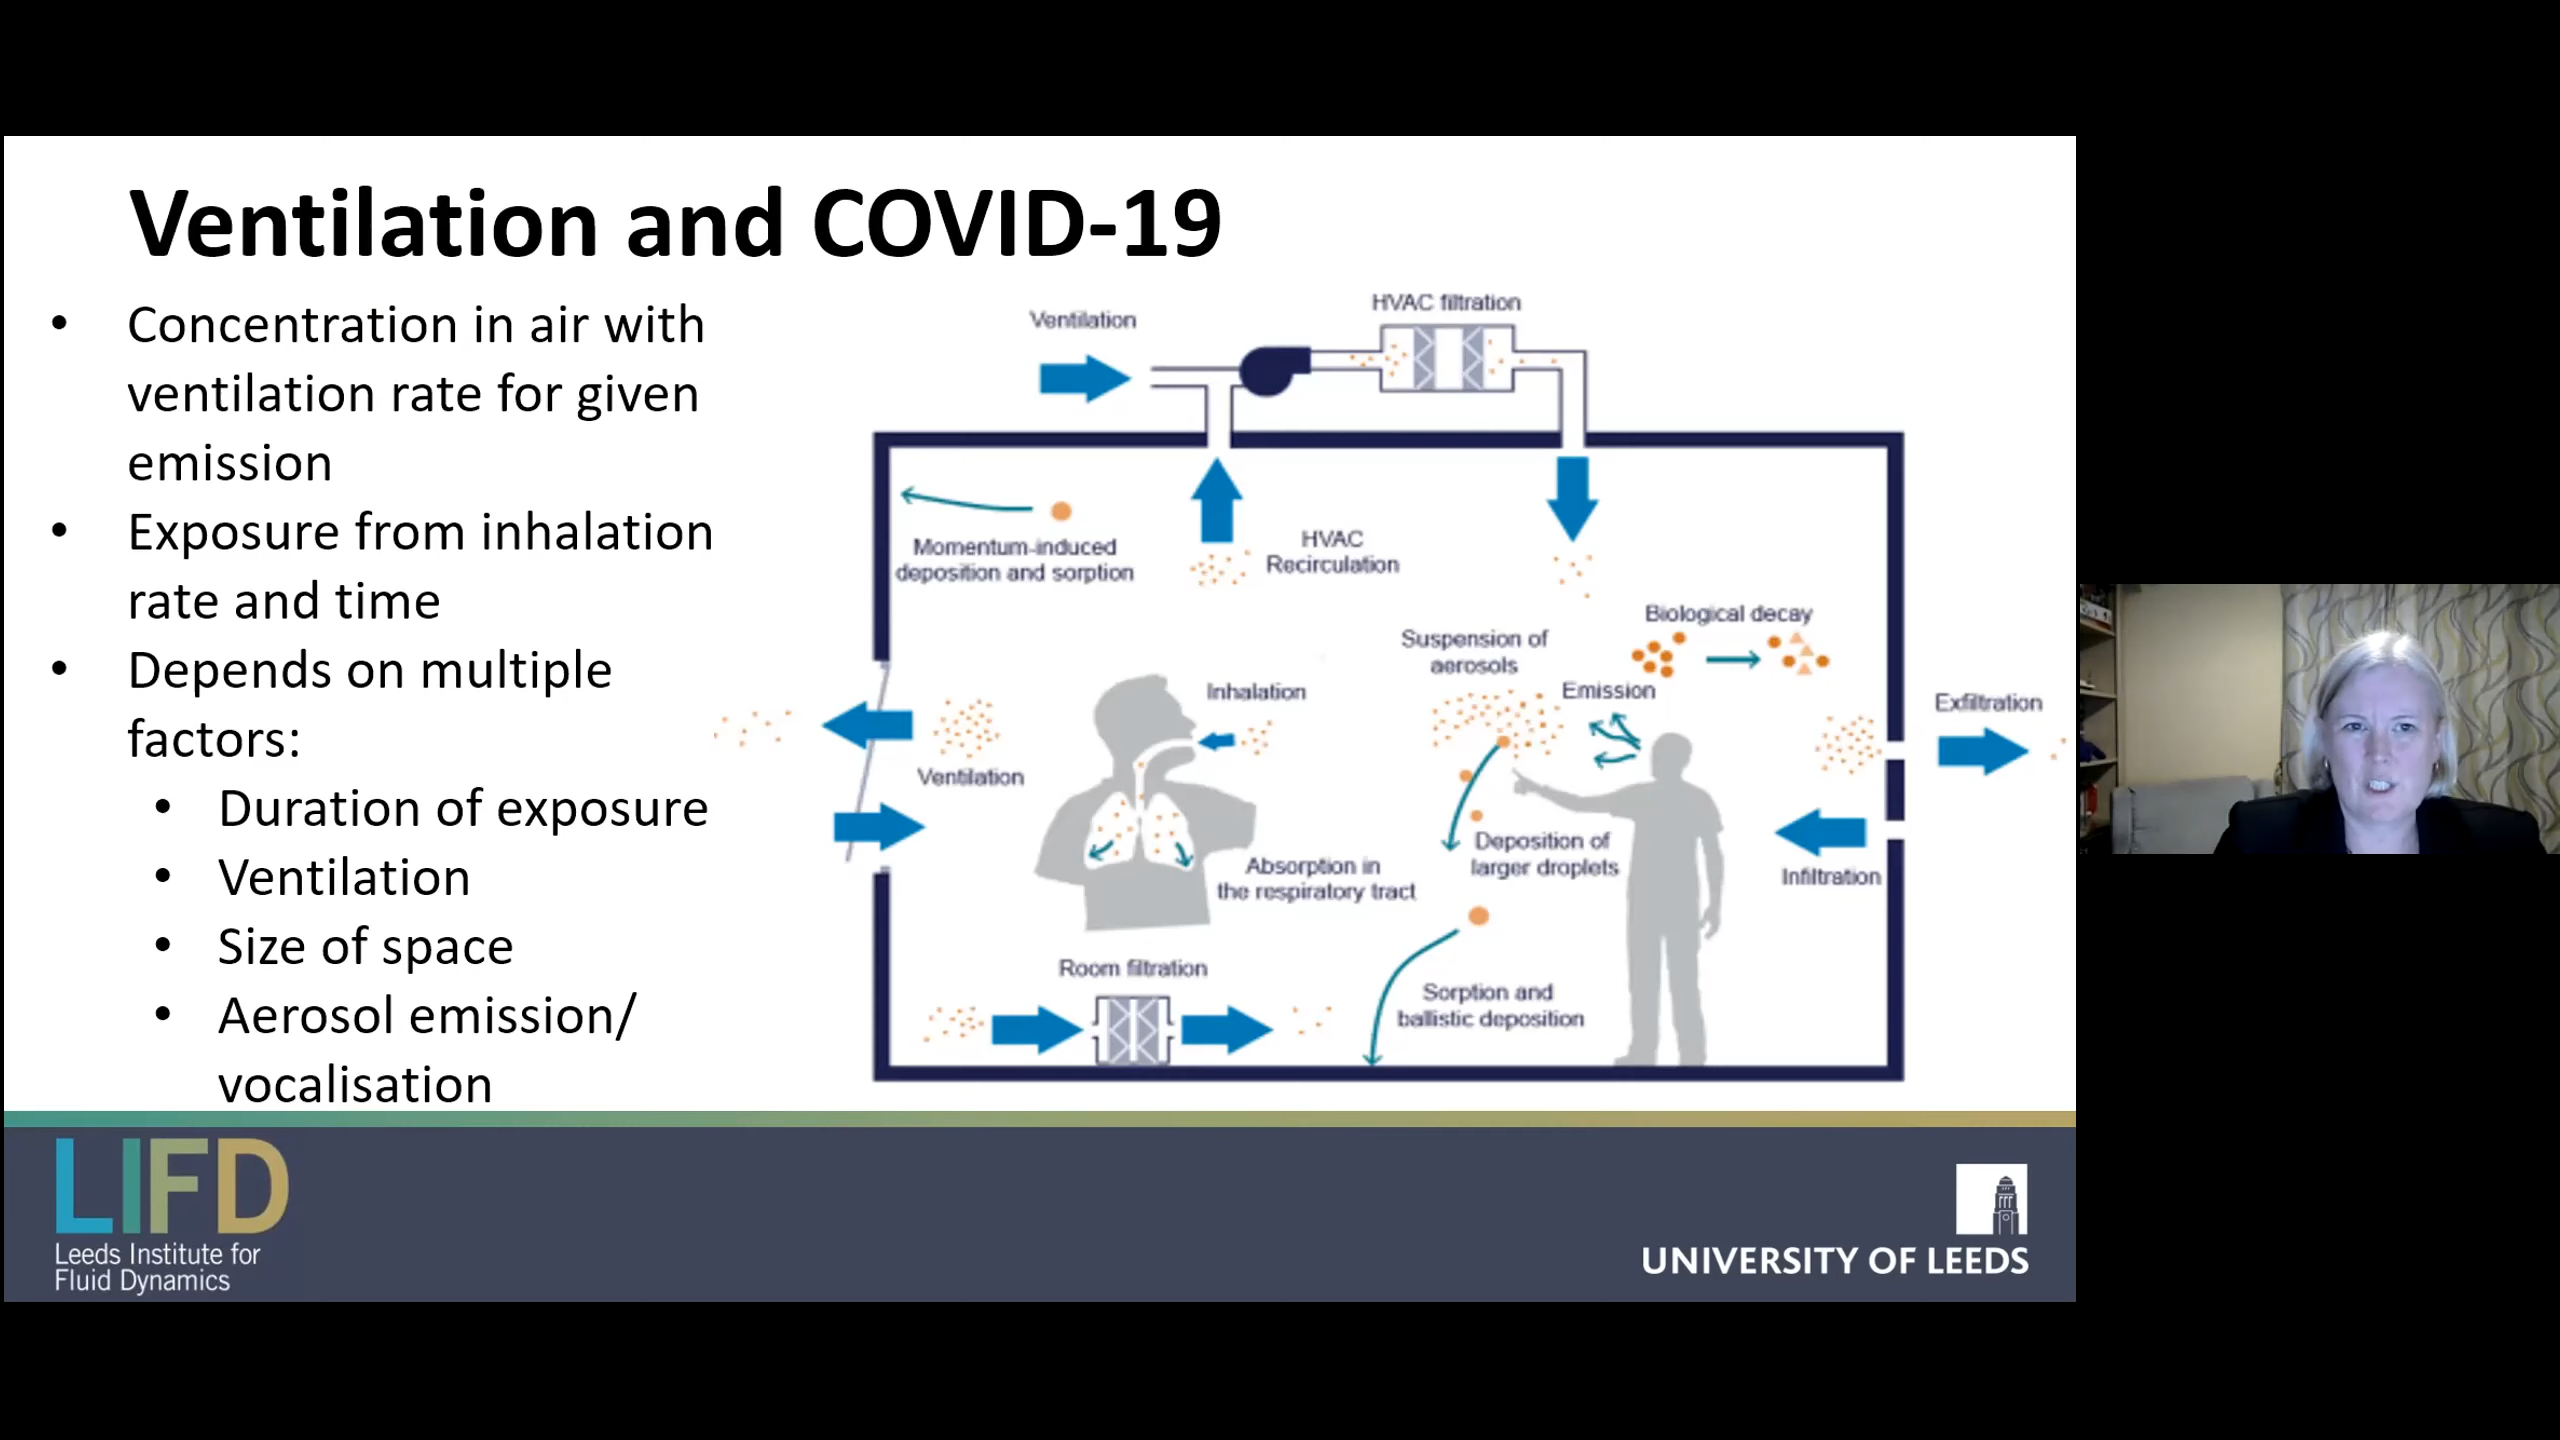 Ventilation and COVID-19
• Concentration in air with
ventilation rate for given
emission
• Exposure from inhalation
rate and time
• Depends on multiple
factors:
• Duration of exposure
• Ventilation
• Size of space
• Aerosol emission/
vocalisation
Ventilation
HVAC filtration
Momentum-induced
deposition and sorption
HVAC
Recirculation
Biological decay
Suspension of
aerosols
Emission
Inhalation
Exfiltration
Ventilation
Deposition of
larger droplets
Absorption in
the respiratory tract
Infiltration
Room filtration
Sorption and
ballistic deposition
LIFD
Leeds Institute for
Fluid Dynamics
UNIVERSITY OF LEEDS